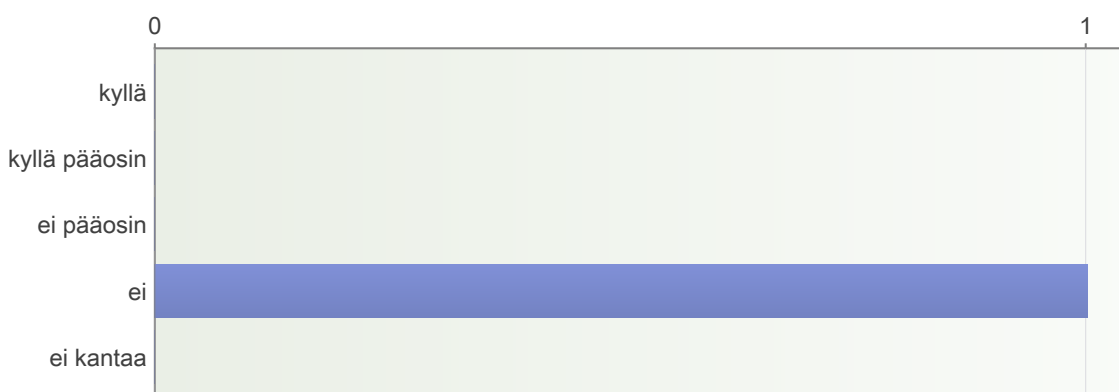 0 1
kyllä
kyllä pääosin
ei pääosin
ei
ei kantaa